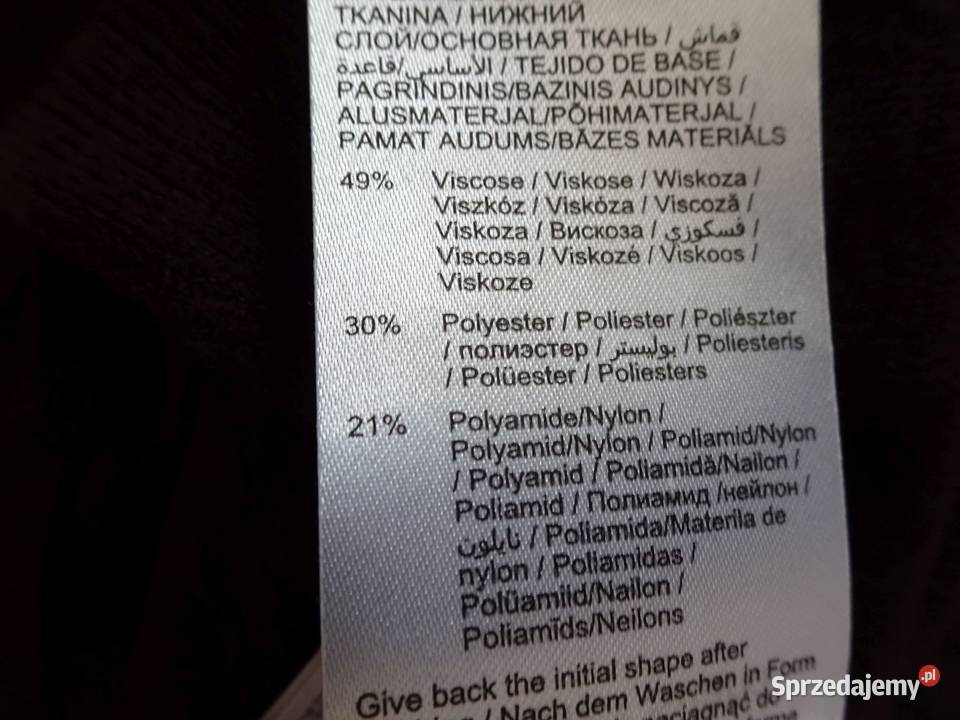 TKANINA / НИЖНИЙ
СЛОЙ/ОСНОВНАЯ ТКАНЬ / قماش
الاساسي/قاعدة / TEJIDO DE BASE /
PAGRINDINIS/BAZINIS AUDINYS /
ALUSMATERJAL/PÕHIMATERJAL /
PAMAT AUDUMS/BĀZES MATERIĀLS
49% Viscose / Viskose / Wiskoza /
Viszkóz / Viskóza / Viscoză /
Viskoza / Вискоза / فسكوزي /
Viscosa / Viskozė / Viskoos /
Viskoze
30% Polyester / Poliester / Poliészter
/ полиэстер / بوليستر / Poliesteris
/ Polüester / Poliesters
21% Polyamide/Nylon /
Polyamid/Nylon / Poliamid/Nylon
/ Polyamid / Poliamidă/Nailon /
Poliamid / Полиамид /нейлон /
نايلون / Poliamida/Materila de
nylon / Poliamidas /
Polüamiid/Nailon /
Poliamīds/Neilons
Give back the initial shape after
/ Nach dem Waschen in Form
Sprzedajemy.pl